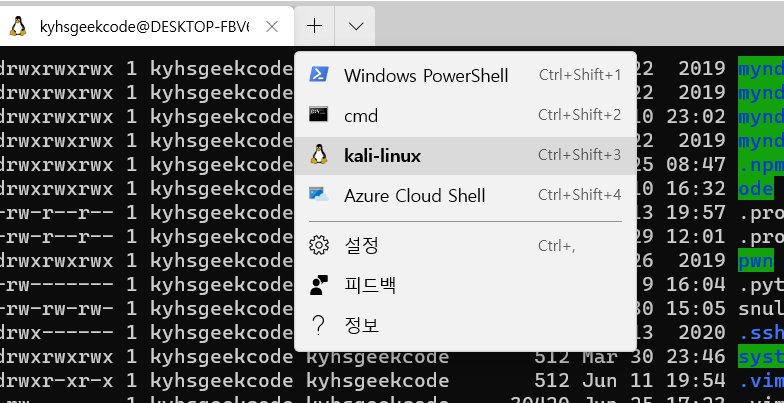 kyhsgeekcode@DESKTOP-FBV6
drwxrwxrwx 1 kyhsgeekcode 22 2019 mynd
Windows PowerShell Ctrl+Shift+1
drwxrwxrwx 1 kyhsgeekcode 22 2019 mynd
drwxrwxrwx 1 kyhsgeekcode 10 23:02 mynd
cmd Ctrl+Shift+2
drwxrwxrwx 1 kyhsgeekcode 22 2019 mynd
kali-linux Ctrl+Shift+3
drwxrwxrwx 1 kyhsgeekcode 25 08:47 .npm
drwxrwxrwx 1 kyhsgeekcode 10 16:32 ode
Azure Cloud Shell Ctrl+Shift+4
-rw-r--r-- 1 kyhsgeekcode 13 19:57 .pro
-rw-r--r-- 1 kyhsgeekcode 29 12:01 .pro
설정 Ctrl+,
drwxrwxrwx 1 kyhsgeekcode 26 2019 pwn
drwxrwxrwx 1 kyhsgeekcode 9 16:04 .pyt
피드백
-rw-rw-rw- 1 kyhsgeekcode 30 15:05 snul
정보
drwx------ 1 kyhsgeekcode 13 2020 .ssh
drwxrwxrwx 1 kyhsgeekcode kyhsgeekcode 512 Mar 30 23:46 syst
drwxr-xr-x 1 kyhsgeekcode kyhsgeekcode 512 Jun 11 19:54 .vim